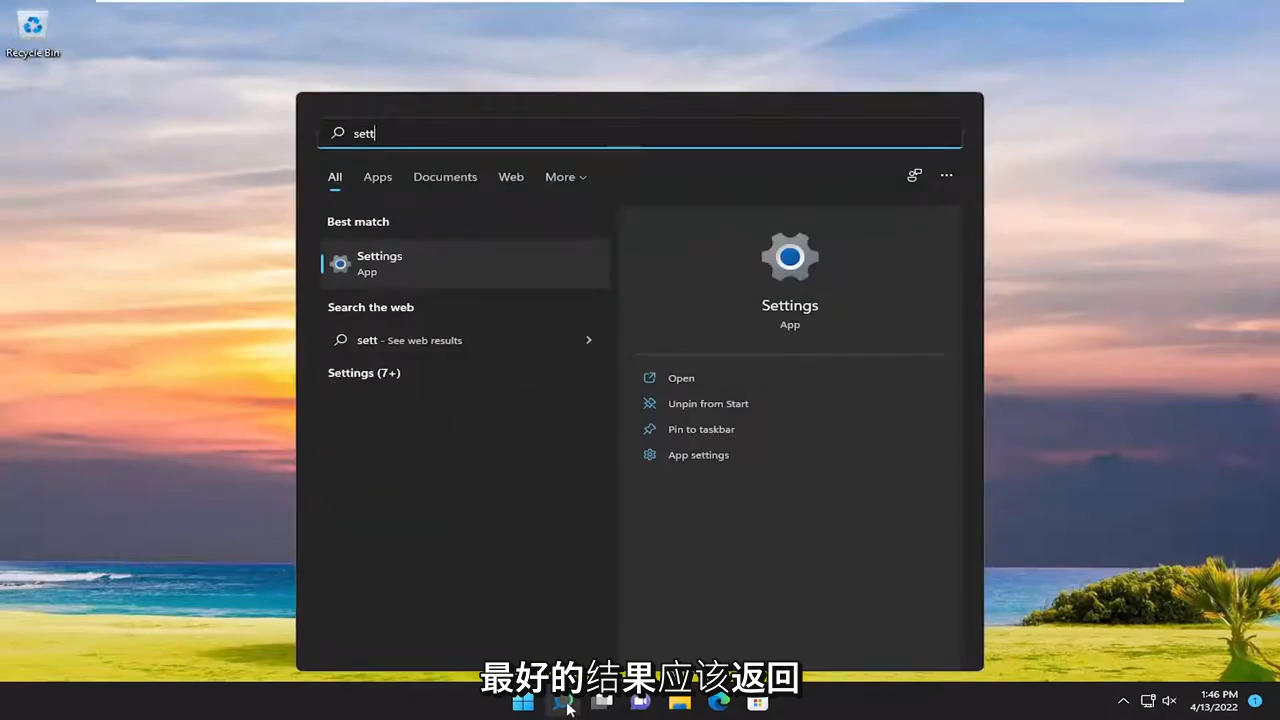 Recycle Bin
sett
All Apps Documents Web More
Best match
Settings
App
Search the web
sett - See web results
Settings (7+)
Settings
App
Open
Unpin from Start
Pin to taskbar
App settings
最好的结果应该返回
1:46 PM
4/13/2022
1